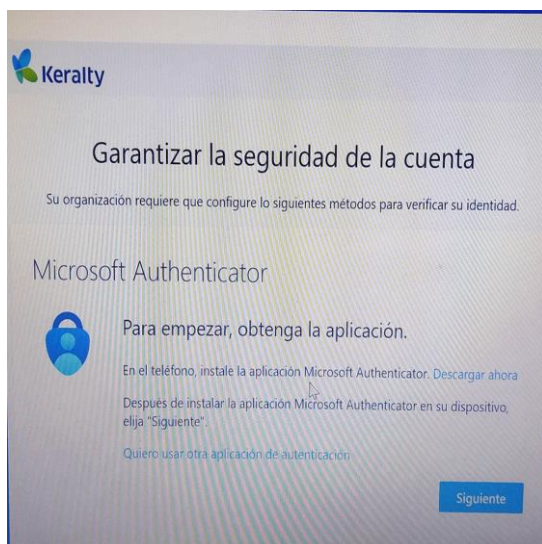 Keralty
Garantizar la seguridad de la cuenta
Su organización requiere que configure lo siguientes métodos para verificar su identidad.
Microsoft Authenticator
Para empezar, obtenga la aplicación.
En el teléfono, instale la aplicación Microsoft Authenticator. Descargar ahora
Después de instalar la aplicación Microsoft Authenticator en su dispositivo,
elija "Siguiente".
Quiero usar otra aplicación de autenticación
Siguiente